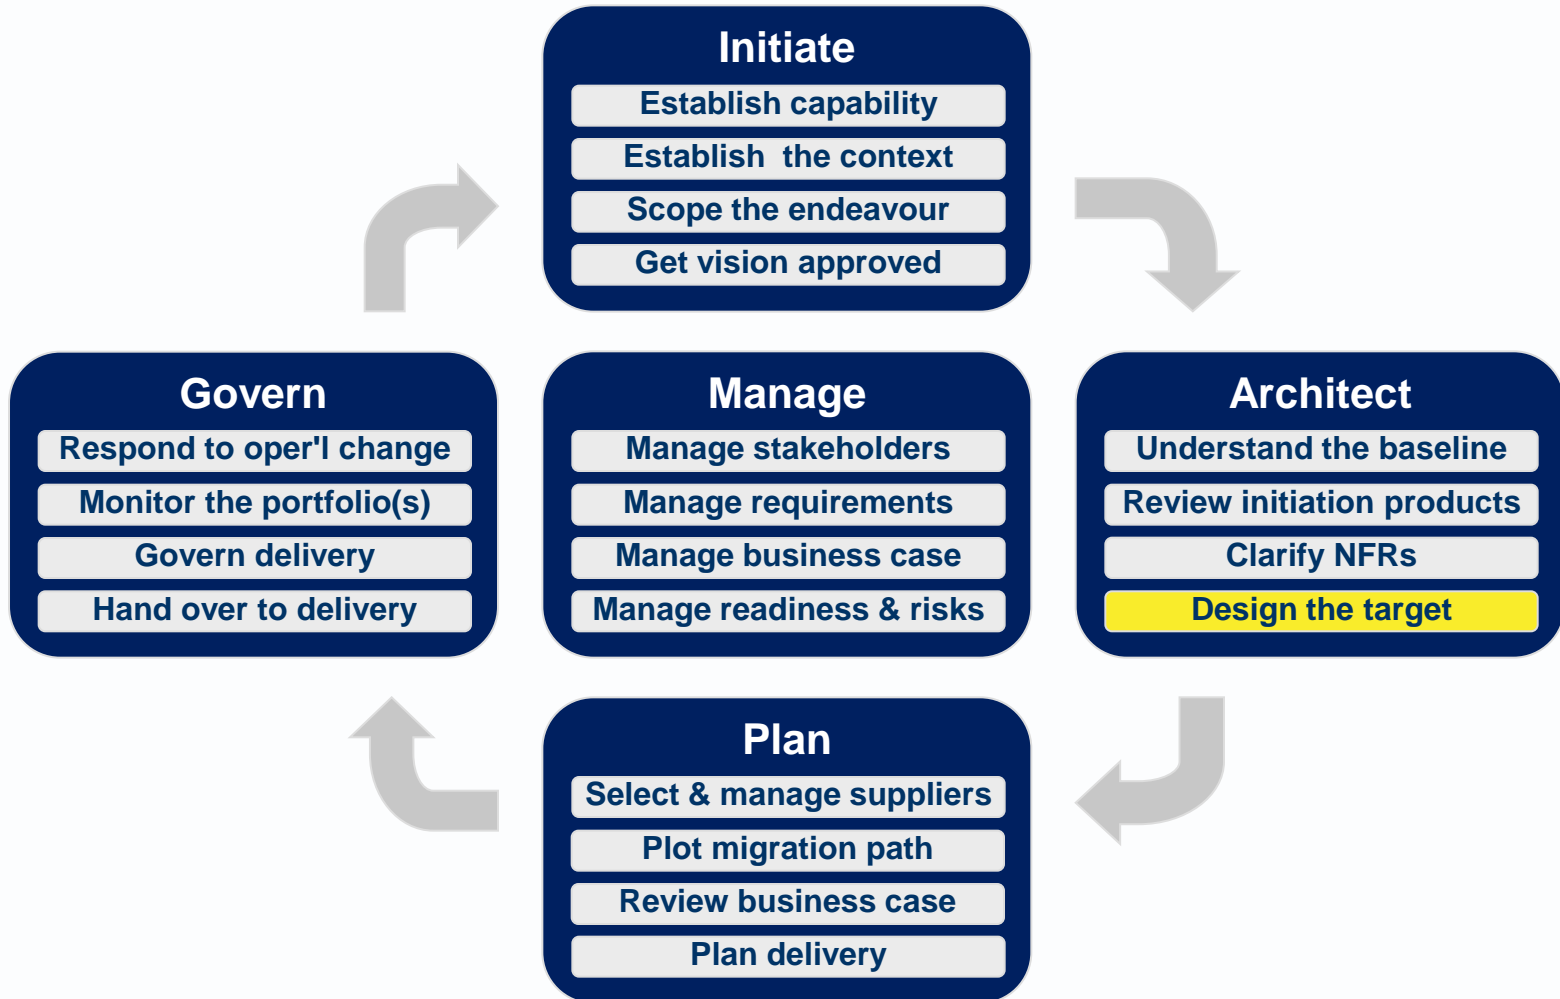 Initiate
Establish capability
Establish  the context
Scope the endeavour
Get vision approved
Govern
Respond to oper'l change
Monitor the portfolio(s)
Govern delivery
Hand over to delivery
Manage
Manage stakeholders
Manage requirements
Manage business case
Manage readiness & risks
Architect
Understand the baseline
Review initiation products
Clarify NFRs
Design the target
Plan
Select & manage suppliers
Plot migration path
Review business case
Plan delivery